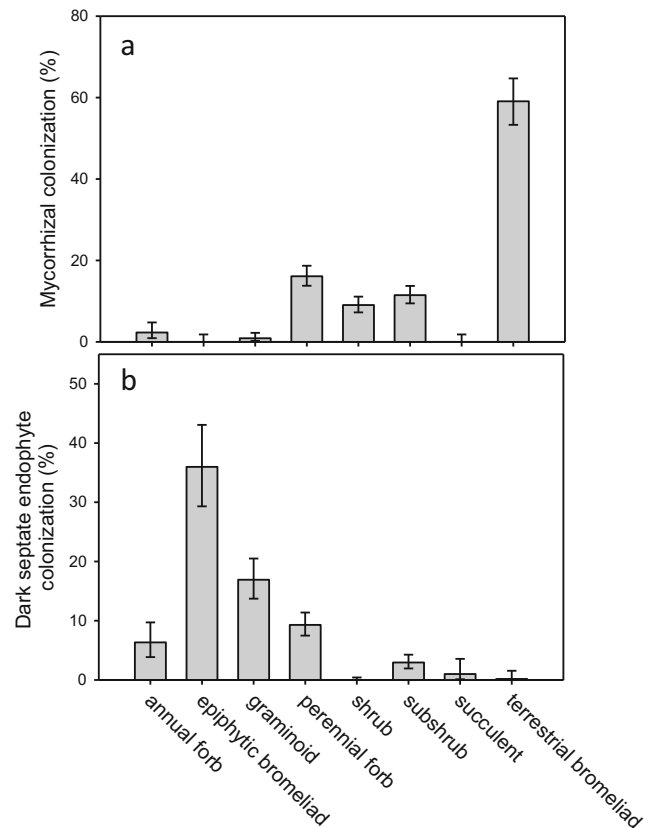 a
Mycorrhizal colonization (%)
80
60
40
20
0
b
Dark septate endophyte
colonization (%)
50
40
30
20
10
0
annual forb
epiphytic bromeliad
graminoid
perennial forb
shrub
subshrub
succulent
terrestrial bromeliad